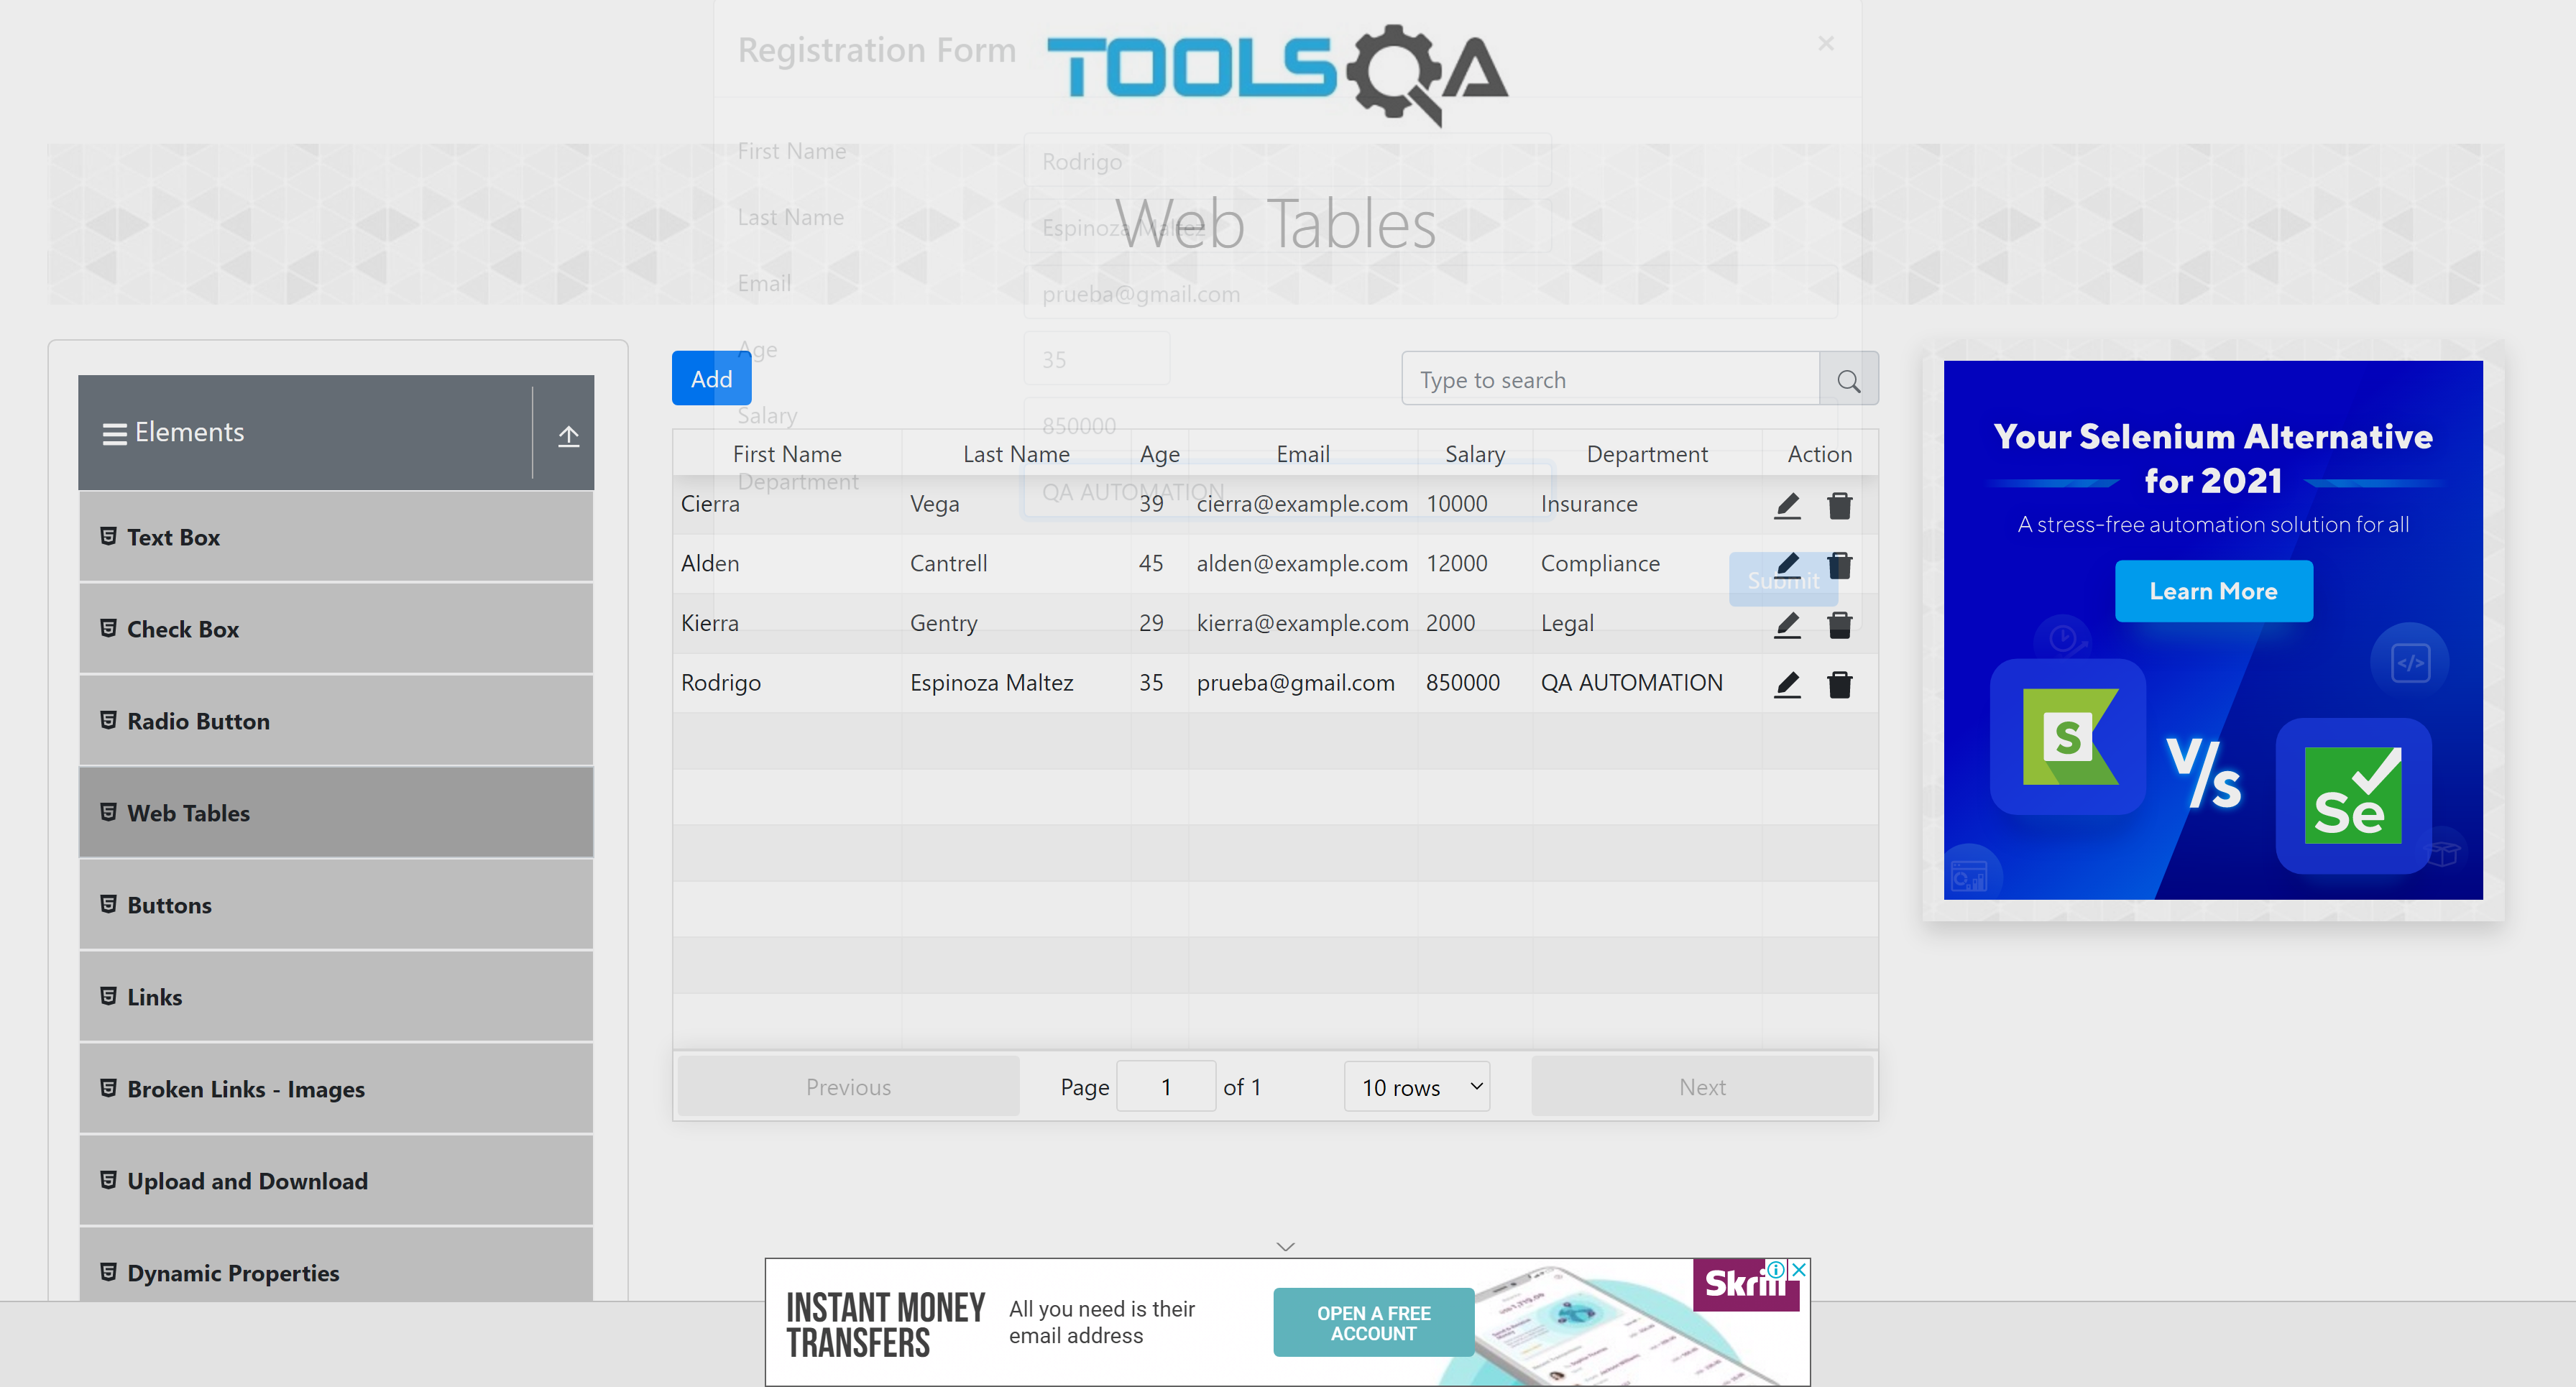 Registration Form
TOOLSQA
×
First Name
Rodrigo
Last Name
Espinoza Maltez
Web Tables
Email
prueba@gmail.com
Age
35
Salary
850000
Department
QA AUTOMATION
Submit
Elements
Text Box
Check Box
Radio Button
Web Tables
Buttons
Links
Broken Links - Images
Upload and Download
Dynamic Properties
Add
Type to search
First Name Last Name Age Email Salary Department Action
Cierra Vega 39 cierra@example.com 10000 Insurance
Alden Cantrell 45 alden@example.com 12000 Compliance
Kierra Gentry 29 kierra@example.com 2000 Legal
Rodrigo Espinoza Maltez 35 prueba@gmail.com 850000 QA AUTOMATION
Previous Page 1 of 1 10 rows Next
Your Selenium Alternative
for 2021
A stress-free automation solution for all
Learn More
</>
S
V/s
Se
INSTANT MONEY
TRANSFERS
All you need is their
email address
OPEN A FREE
ACCOUNT
Skrill